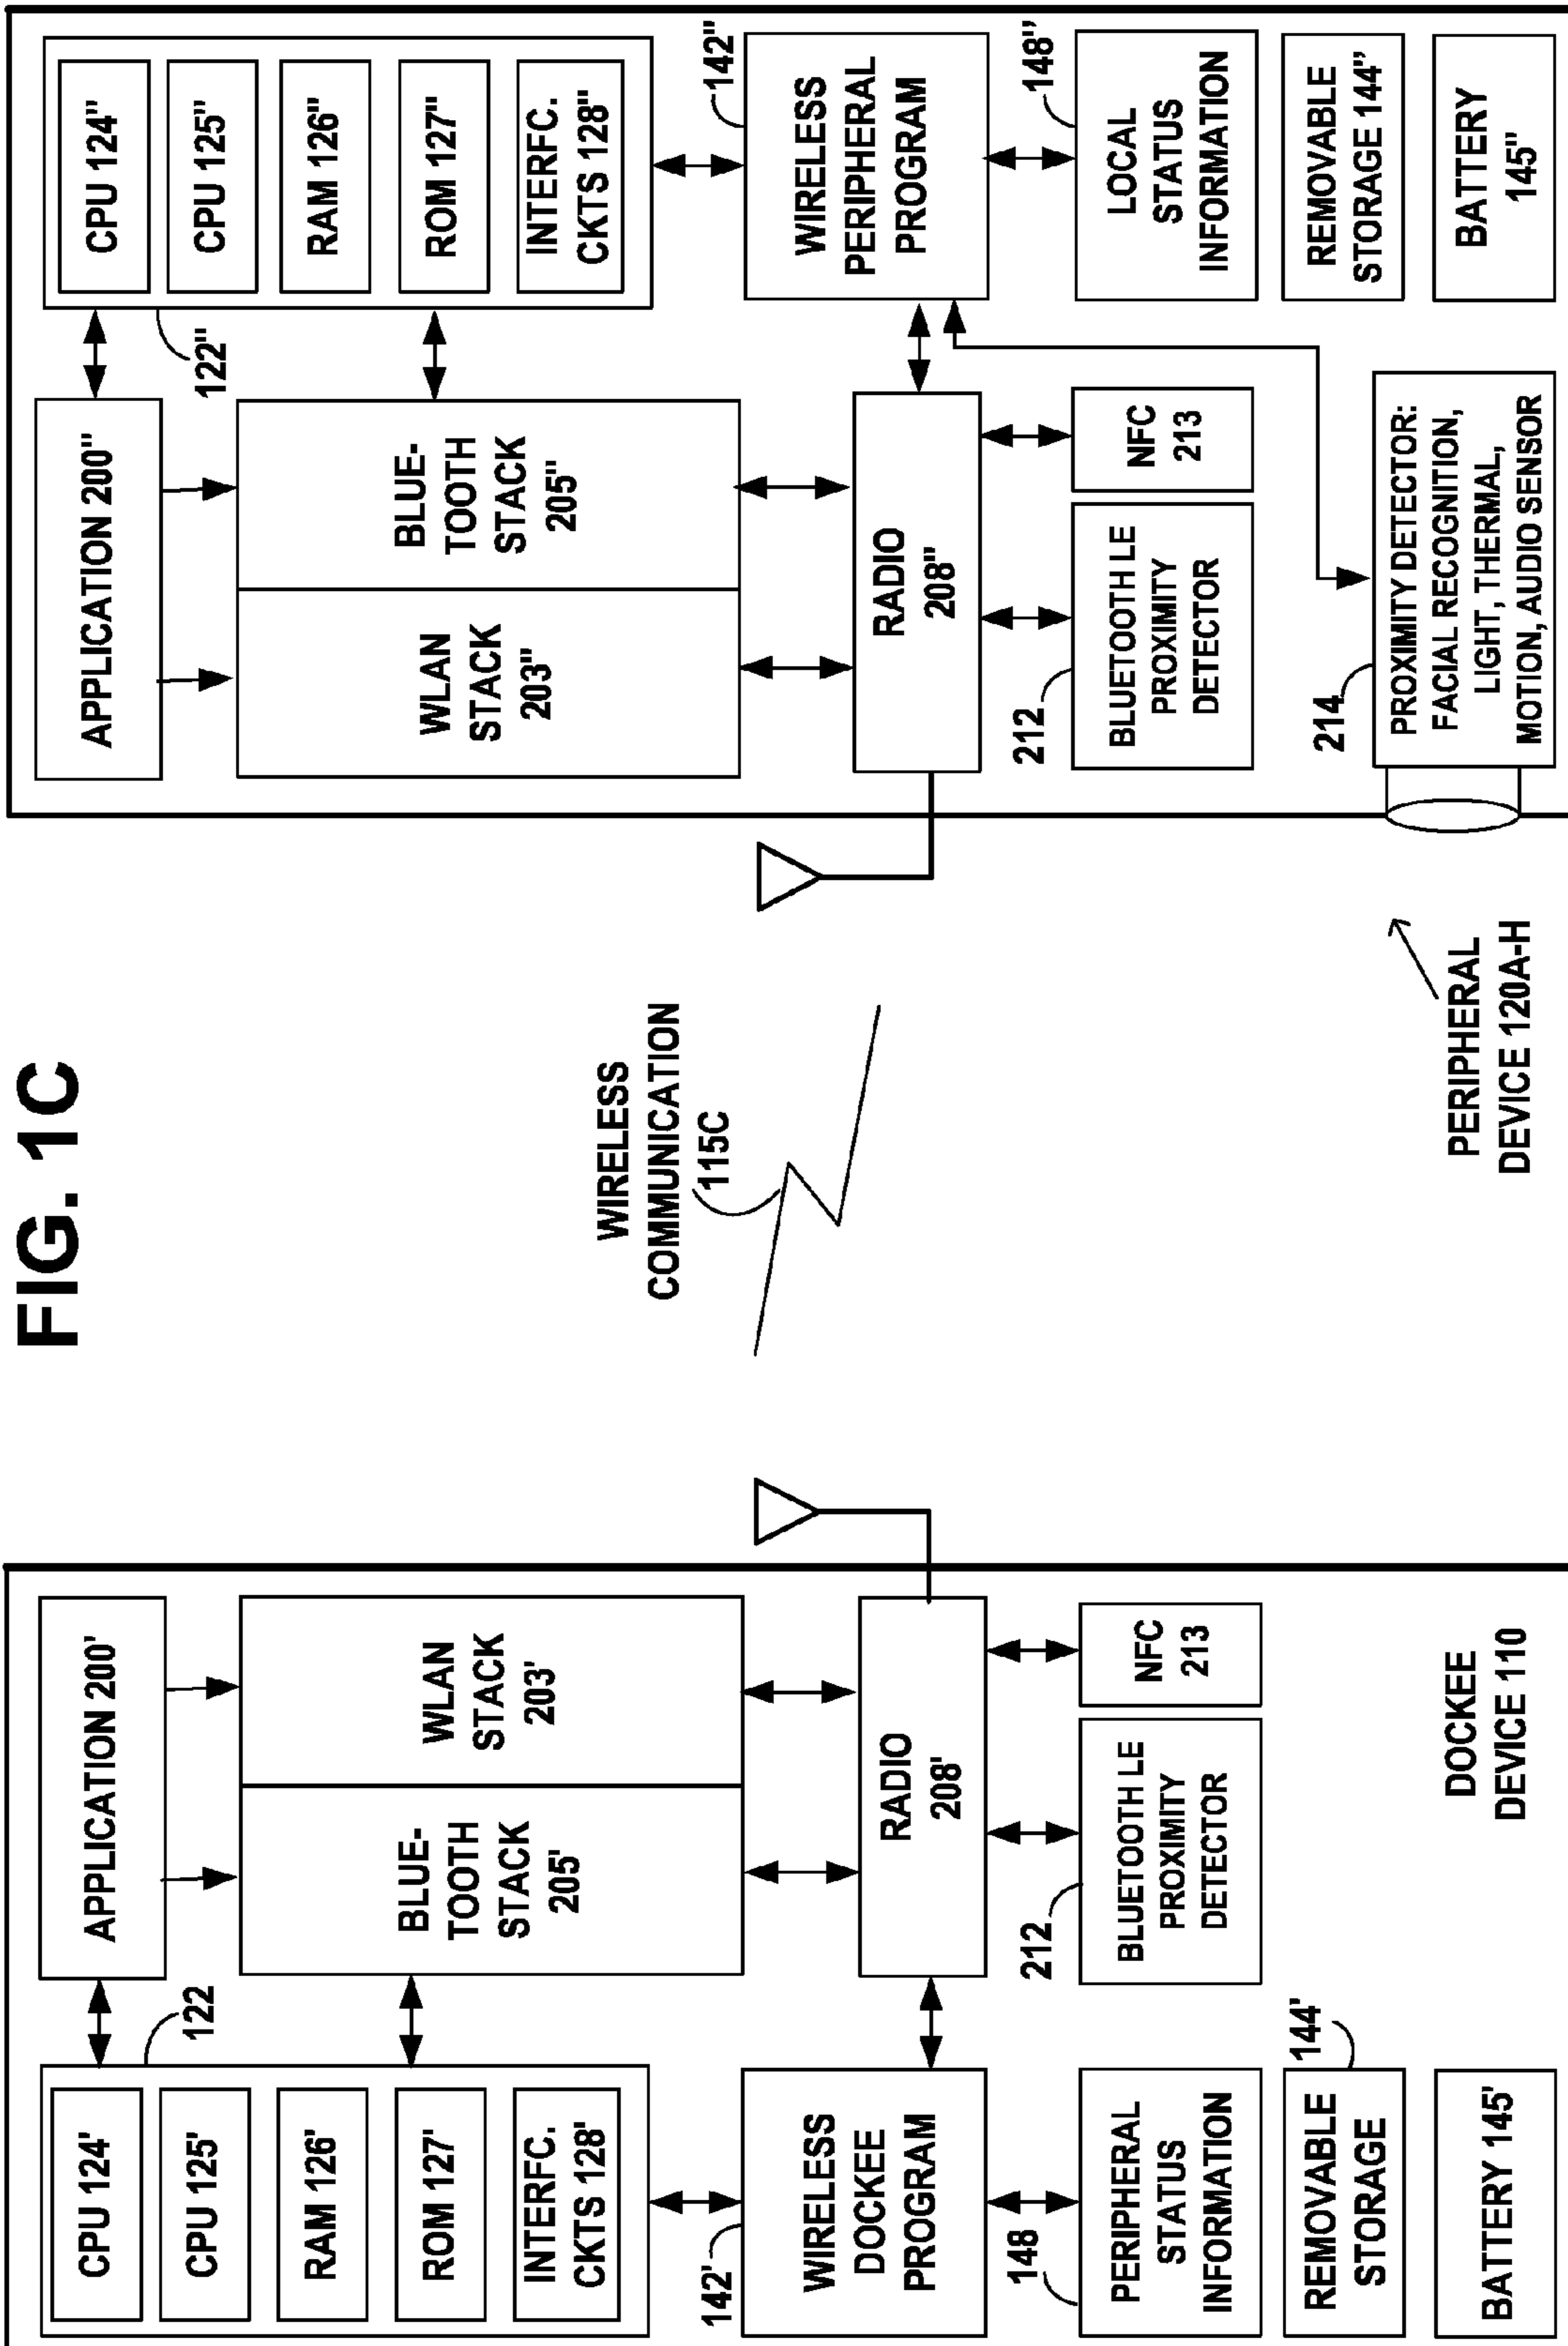 FIG. 1C
CPU 124'
CPU 125'
RAM 126'
ROM 127'
INTERFC.
CKTS 128'
122
APPLICATION 200'
BLUE-
TOOTH
STACK
205'
WLAN
STACK
203'
142'
WIRELESS
DOCKEE
PROGRAM
RADIO
208'
148
PERIPHERAL
STATUS
INFORMATION
212
BLUETOOTH LE
PROXIMITY
DETECTOR
NFC
213
144'
REMOVABLE
STORAGE
BATTERY 145'
DOCKEE
DEVICE 110
WIRELESS
COMMUNICATION
115C
PERIPHERAL
DEVICE 120A-H
APPLICATION 200"
122"
CPU 124"
CPU 125"
RAM 126"
ROM 127"
INTERFC.
CKTS 128"
WLAN
STACK
203"
BLUE-
TOOTH
STACK
205"
RADIO
208"
142"
WIRELESS
PERIPHERAL
PROGRAM
212
BLUETOOTH LE
PROXIMITY
DETECTOR
NFC
213
148"
LOCAL
STATUS
INFORMATION
REMOVABLE
STORAGE 144"
214
PROXIMITY DETECTOR:
FACIAL RECOGNITION,
LIGHT, THERMAL,
MOTION, AUDIO SENSOR
BATTERY
145"